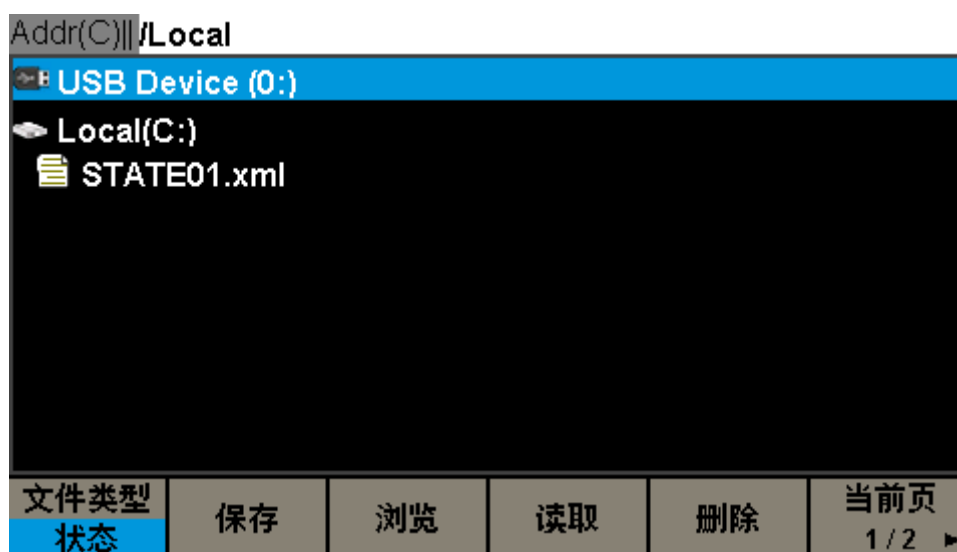 Addr(C)|| /Local
USB Device (0:)
Local(C:)
STATE01.xml
文件类型 保存 浏览 读取 删除 当前页
状态 1 / 2